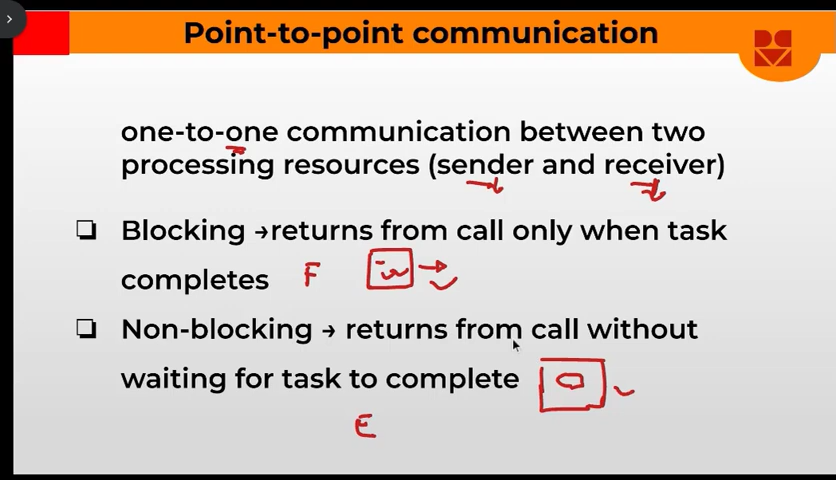 Point-to-point communication
one-to-one communication between two
processing resources (sender and receiver)
Blocking →returns from call only when task
completes F
Non-blocking → returns from call without
waiting for task to complete
E